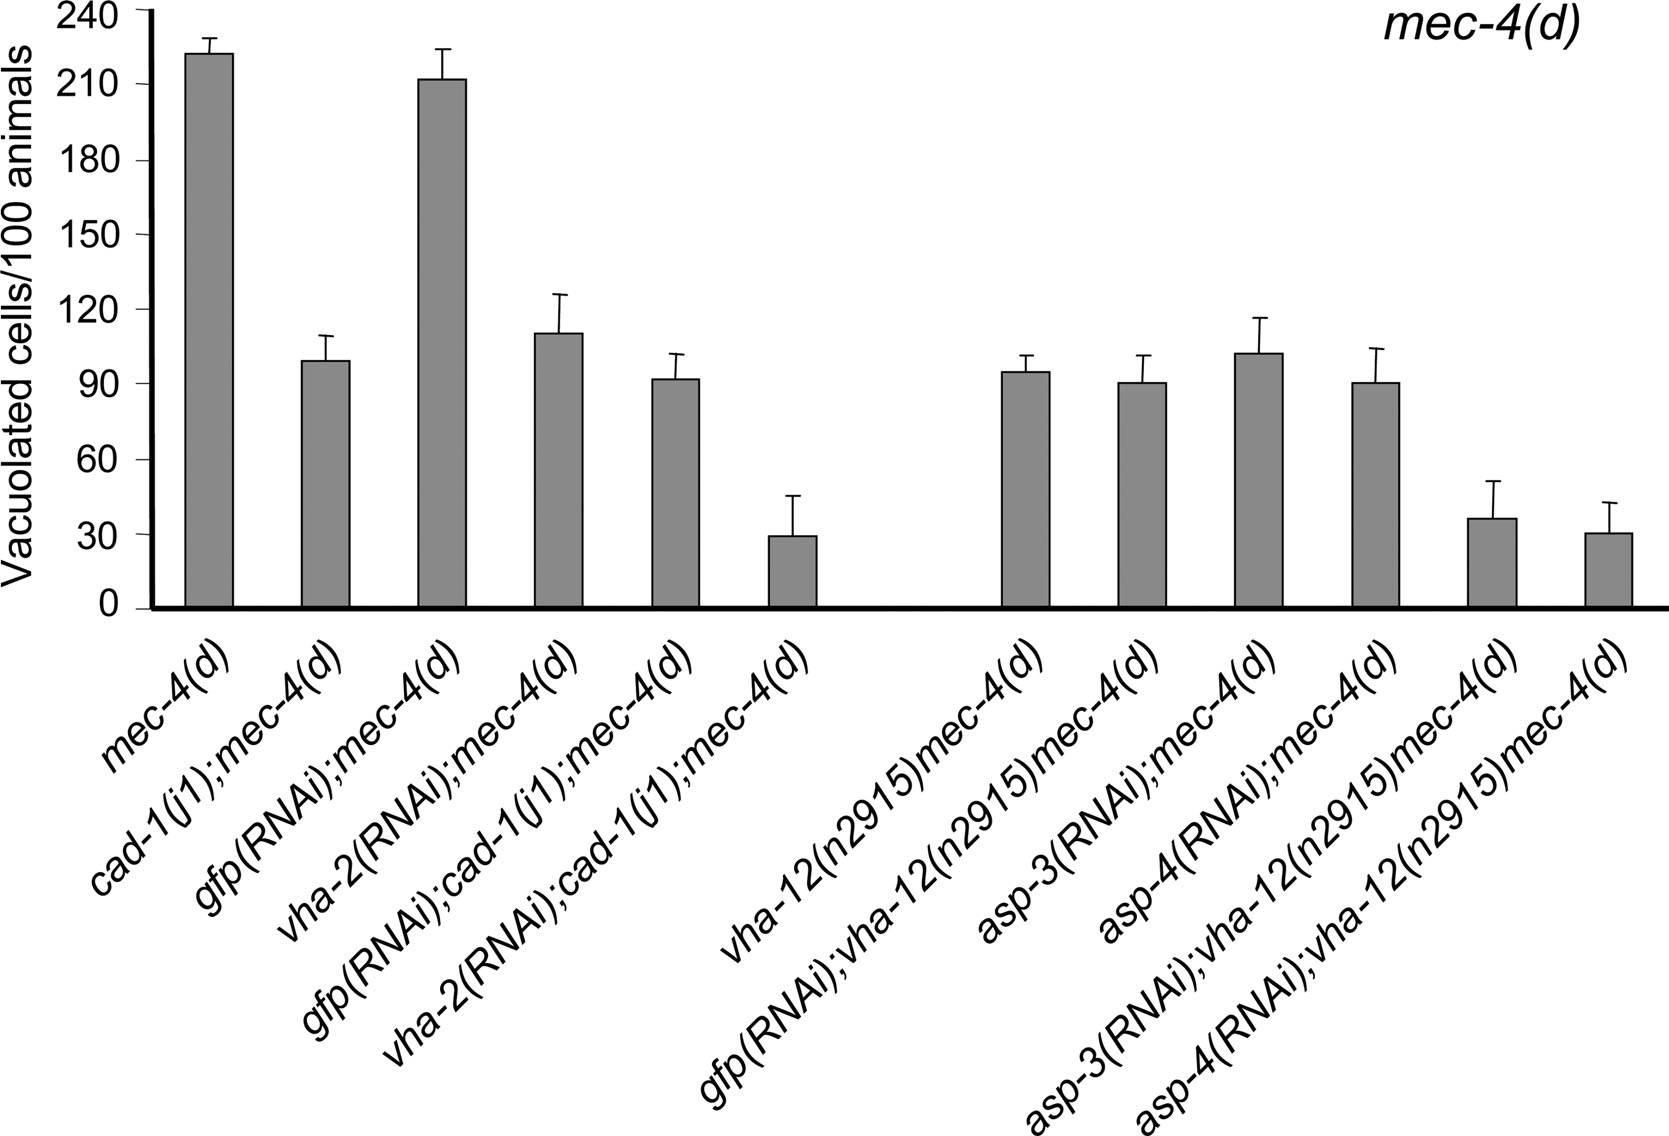 mec-4(d)
Vacuolated cells/100 animals
240
210
180
150
120
90
60
30
0
mec-4(d)
cad-1(j1);mec-4(d)
gfp(RNAi);mec-4(d)
vha-2(RNAi);mec-4(d)
gfp(RNAi);cad-1(j1);mec-4(d)
vha-2(RNAi);cad-1(j1);mec-4(d)
vha-12(n2915)mec-4(d)
gfp(RNAi);vha-12(n2915)mec-4(d)
asp-3(RNAi);mec-4(d)
asp-4(RNAi);mec-4(d)
asp-3(RNAi);vha-12(n2915)mec-4(d)
asp-4(RNAi);vha-12(n2915)mec-4(d)